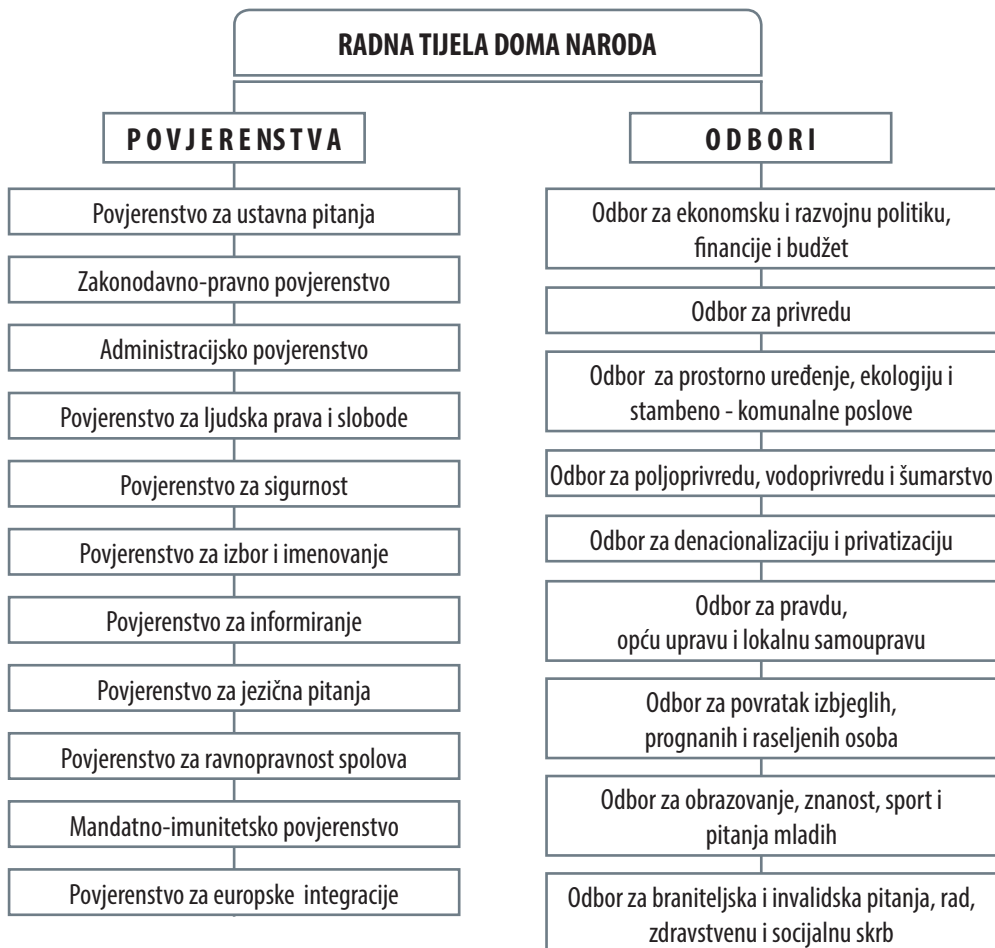 RADNA TIJELA DOMA NARODA
POVJERENSTVA
Povjerenstvo za ustavna pitanja
Zakonodavno-pravno povjerenstvo
Administracijsko povjerenstvo
Povjerenstvo za ljudska prava i slobode
Povjerenstvo za sigurnost
Povjerenstvo za izbor i imenovanje
Povjerenstvo za informiranje
Povjerenstvo za jezična pitanja
Povjerenstvo za ravnopravnost spolova
Mandatno-imunitetsko povjerenstvo
Povjerenstvo za europske integracije
ODBORI
Odbor za ekonomsku i razvojnu politiku,
financije i budžet
Odbor za privredu
Odbor za prostorno uređenje, ekologiju i
stambeno - komunalne poslove
Odbor za poljoprivredu, vodoprivredu i šumarstvo
Odbor za denacionalizaciju i privatizaciju
Odbor za pravdu,
opću upravu i lokalnu samoupravu
Odbor za povratak izbjeglih,
prognanih i raseljenih osoba
Odbor za obrazovanje, znanost, sport i
pitanja mladih
Odbor za braniteljska i invalidska pitanja, rad,
zdravstvenu i socijalnu skrb